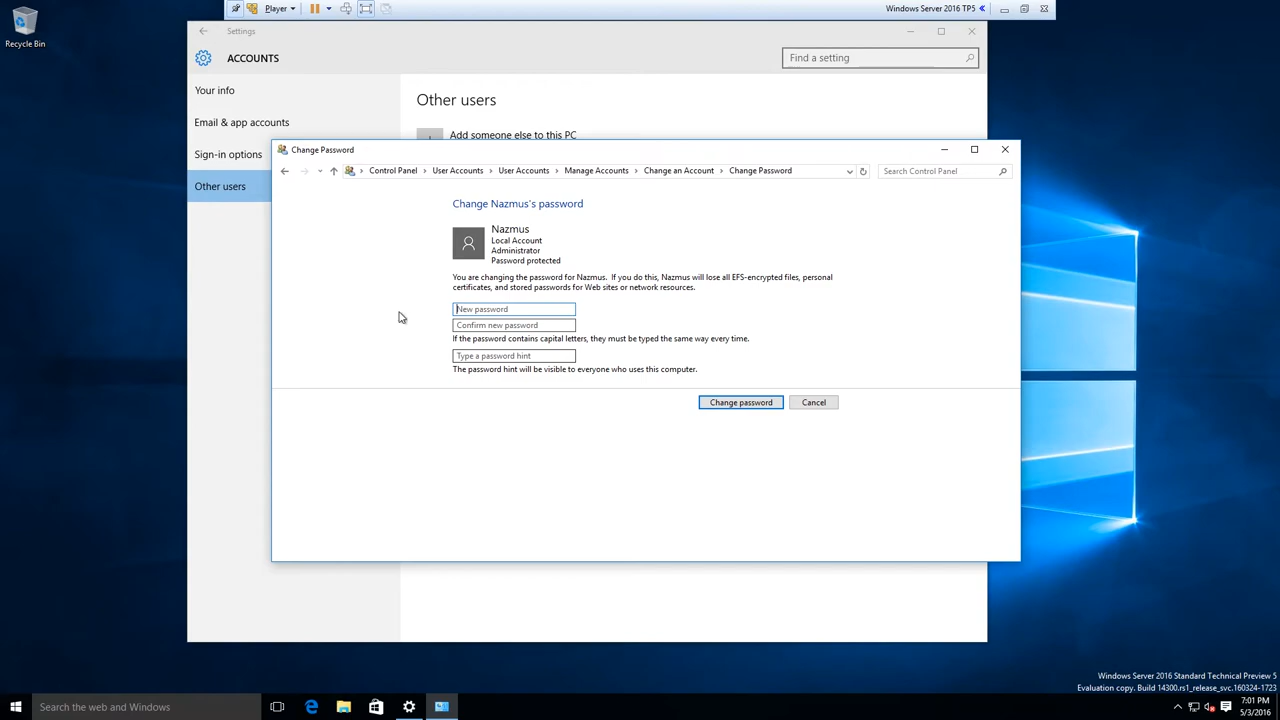 Player
Windows Server 2016 TP5
Recycle Bin
Settings
ACCOUNTS
Find a setting
Your info
Email & app accounts
Sign-in options
Other users
Other users
Add someone else to this PC
Change Password
Control Panel
User Accounts
User Accounts
Manage Accounts
Change an Account
Change Password
Search Control Panel
Change Nazmus's password
Nazmus
Local Account
Administrator
Password protected
You are changing the password for Nazmus. If you do this, Nazmus will lose all EFS-encrypted files, personal
certificates, and stored passwords for Web sites or network resources.
New password
Confirm new password
If the password contains capital letters, they must be typed the same way every time.
Type a password hint
The password hint will be visible to everyone who uses this computer.
Change password
Cancel
Windows Server 2016 Standard Technical Preview 5
Evaluation copy. Build 14300.rs1_release_svc.160324-1723
Search the web and Windows
7:01 PM
5/3/2016